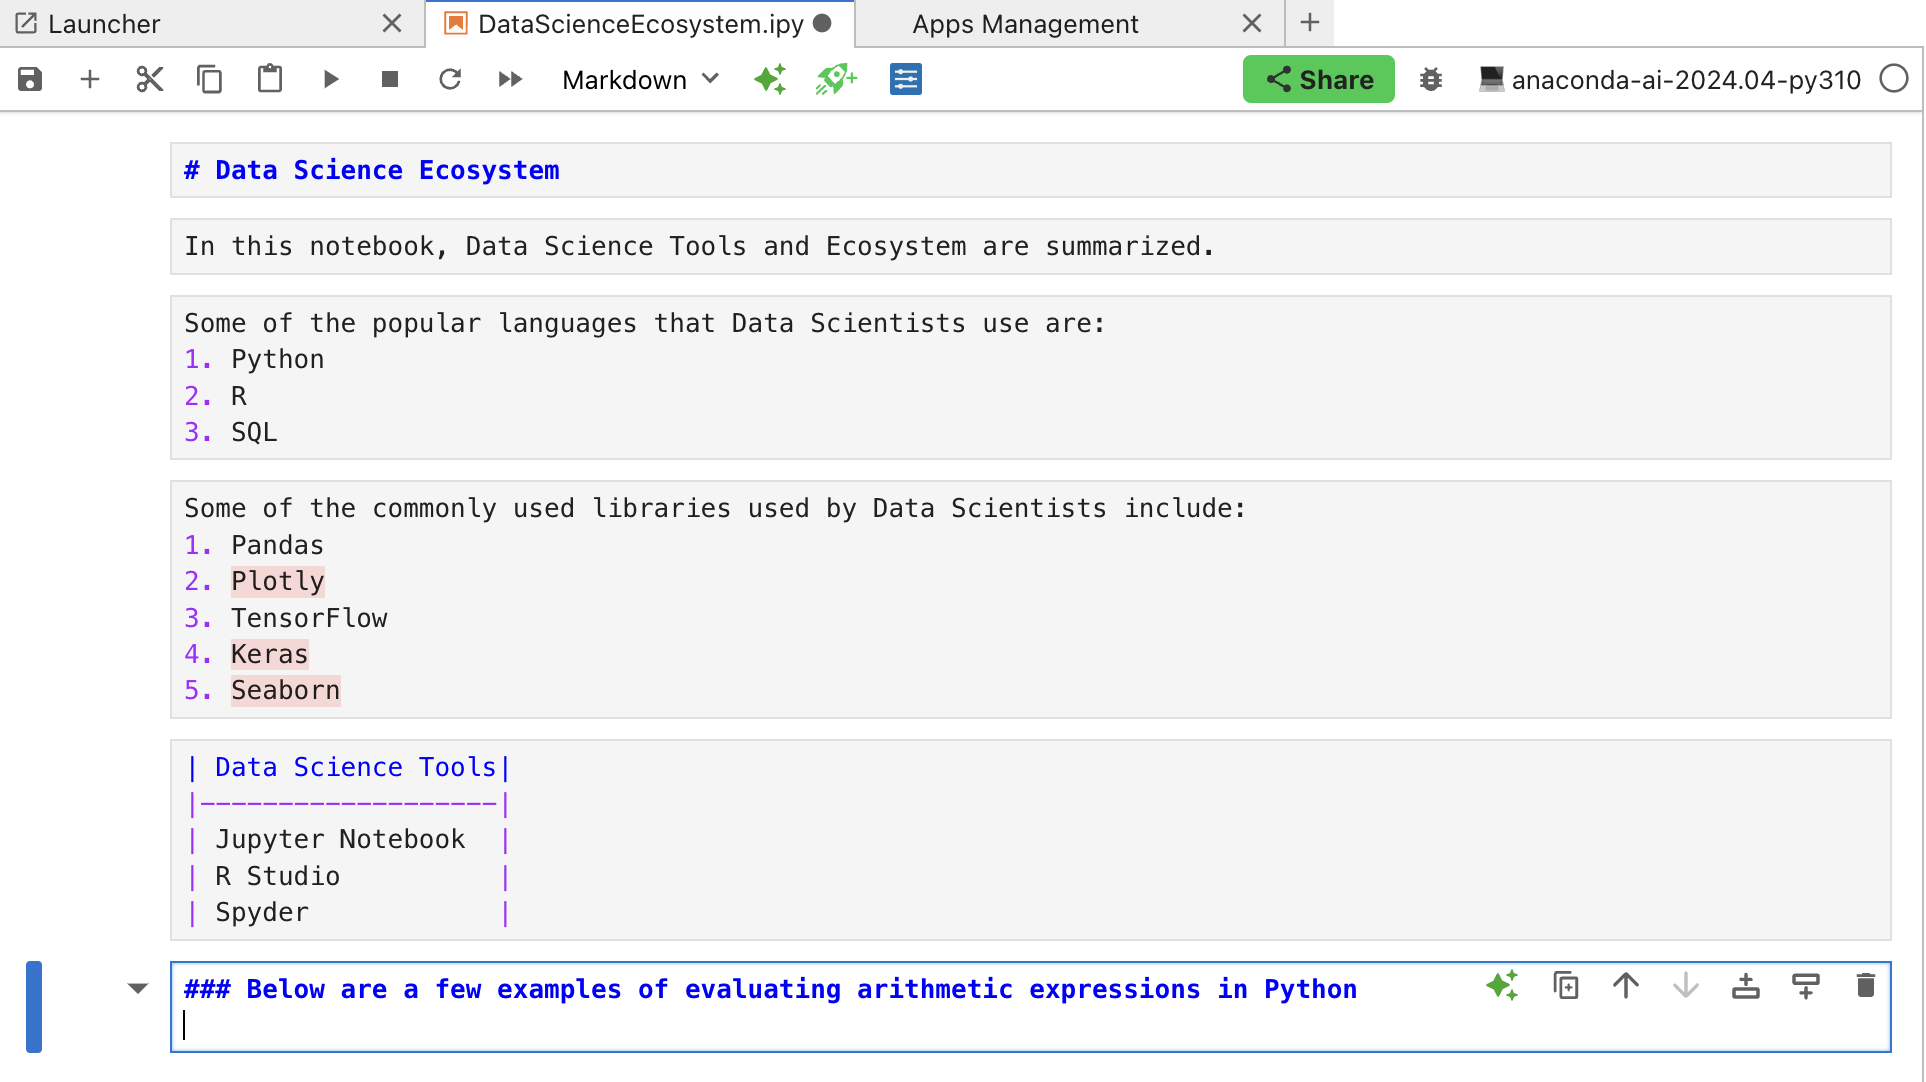 Launcher
DataScienceEcosystem.ipy
Apps Management
Markdown
Share
anaconda-ai-2024.04-py310
# Data Science Ecosystem
In this notebook, Data Science Tools and Ecosystem are summarized.
Some of the popular languages that Data Scientists use are:
1. Python
2. R
3. SQL
Some of the commonly used libraries used by Data Scientists include:
1. Pandas
2. Plotly
3. TensorFlow
4. Keras
5. Seaborn
| Data Science Tools|
|-------------------|
| Jupyter Notebook  |
| R Studio          |
| Spyder            |
### Below are a few examples of evaluating arithmetic expressions in Python